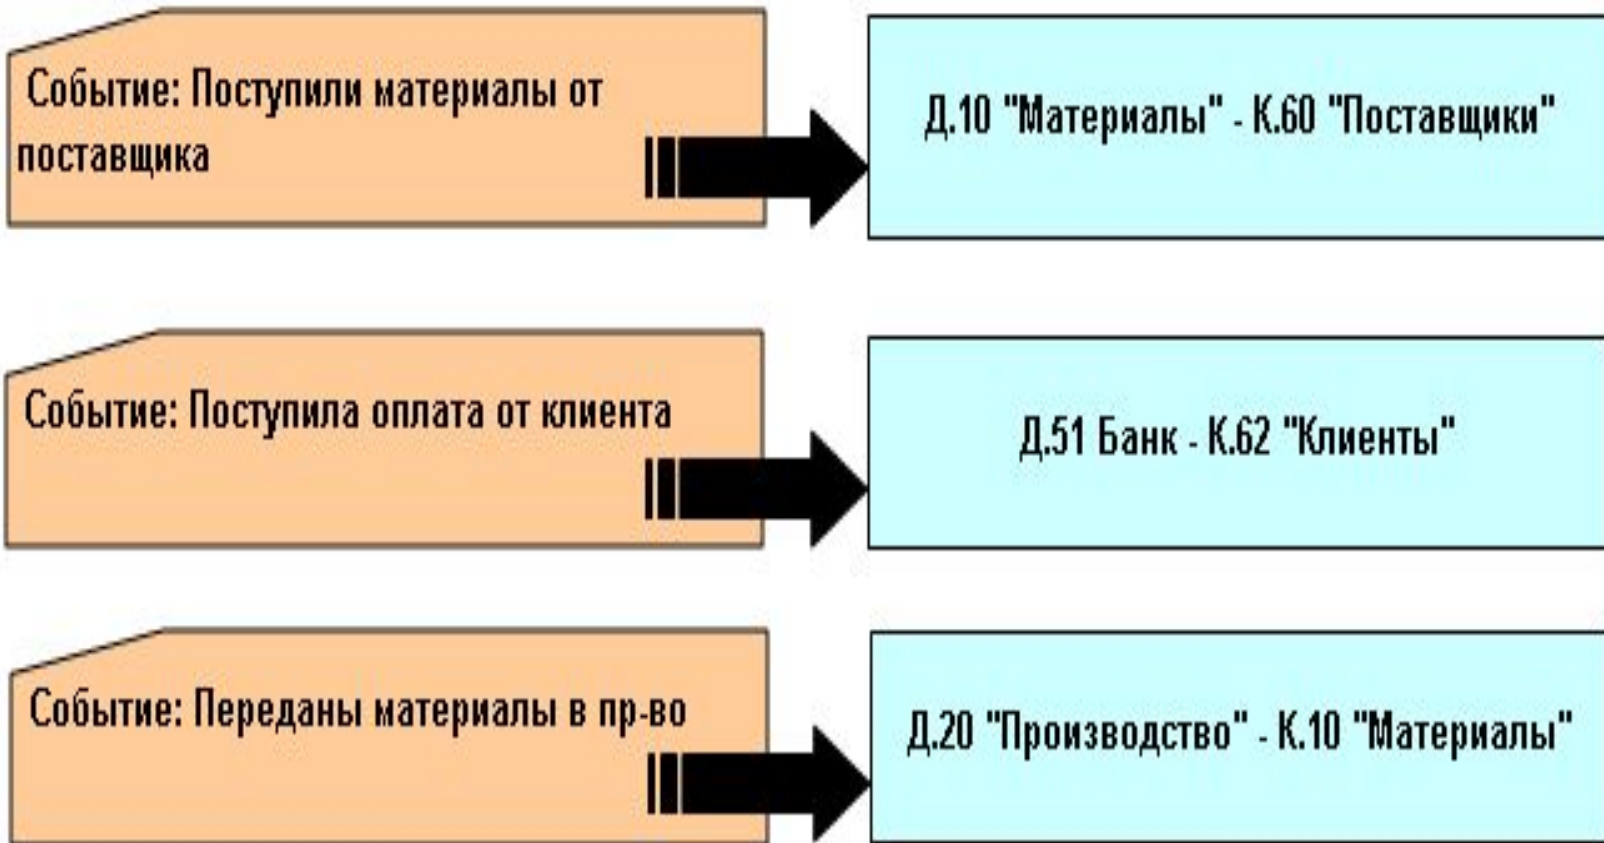 Событие: Поступили материалы от
поставщика
Д.10 "Материалы" - К.60 "Поставщики"
Событие: Поступила оплата от клиента
Д.51 Банк - К.62 "Клиенты"
Событие: Переданы материалы в пр-во
Д.20 "Производство" - К.10 "Материалы"